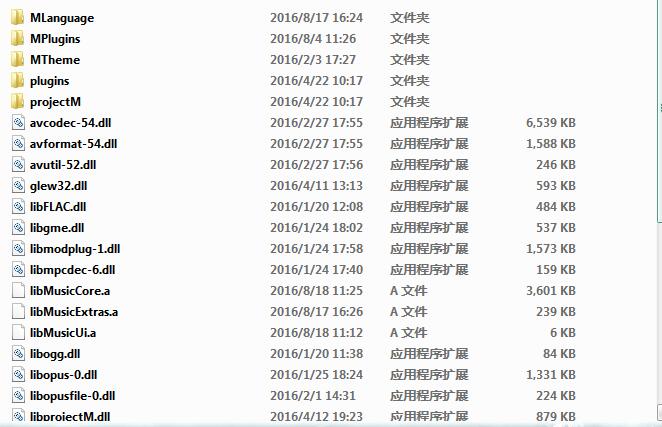 MLanguage 2016/8/17 16:24 文件夹
MPlugins 2016/8/4 11:26 文件夹
MTheme 2016/2/3 17:27 文件夹
plugins 2016/4/22 10:17 文件夹
projectM 2016/4/22 10:17 文件夹
avcodec-54.dll 2016/2/27 17:55 应用程序扩展 6,539 KB
avformat-54.dll 2016/2/27 17:55 应用程序扩展 1,588 KB
avutil-52.dll 2016/2/27 17:56 应用程序扩展 246 KB
glew32.dll 2016/4/11 13:13 应用程序扩展 593 KB
libFLAC.dll 2016/1/20 12:08 应用程序扩展 484 KB
libgme.dll 2016/1/24 18:02 应用程序扩展 537 KB
libmodplug-1.dll 2016/1/24 17:58 应用程序扩展 1,573 KB
libmpcdec-6.dll 2016/1/24 17:40 应用程序扩展 159 KB
libMusicCore.a 2016/8/18 11:25 A 文件 3,601 KB
libMusicExtras.a 2016/8/17 16:26 A 文件 239 KB
libMusicUi.a 2016/8/18 11:12 A 文件 6 KB
libogg.dll 2016/1/20 11:38 应用程序扩展 84 KB
libopus-0.dll 2016/1/25 18:24 应用程序扩展 1,331 KB
libopusfile-0.dll 2016/2/1 14:31 应用程序扩展 224 KB
libprojectM.dll 2016/4/12 19:23 应用程序扩展 879 KB